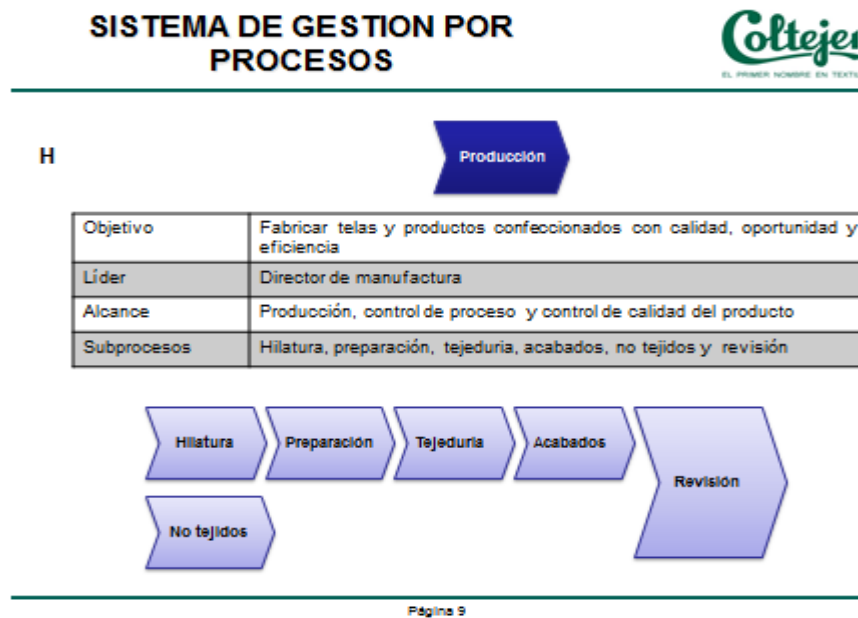 SISTEMA DE GESTION POR
PROCESOS
Coltejer
EL PRIMER NOMBRE EN
H
Producción
Objetivo
Fabricar telas y productos confeccionados con calidad, oportunidad y
eficiencia
Líder
Director de manufactura
Alcance
Producción, control de proceso y control de calidad del producto
Subprocesos
Hilatura, preparación, tejeduria, acabados, no tejidos y revisión
Hilatura
Preparación
Tejeduria
Acabados
Revisión
No tejidos
Página 9